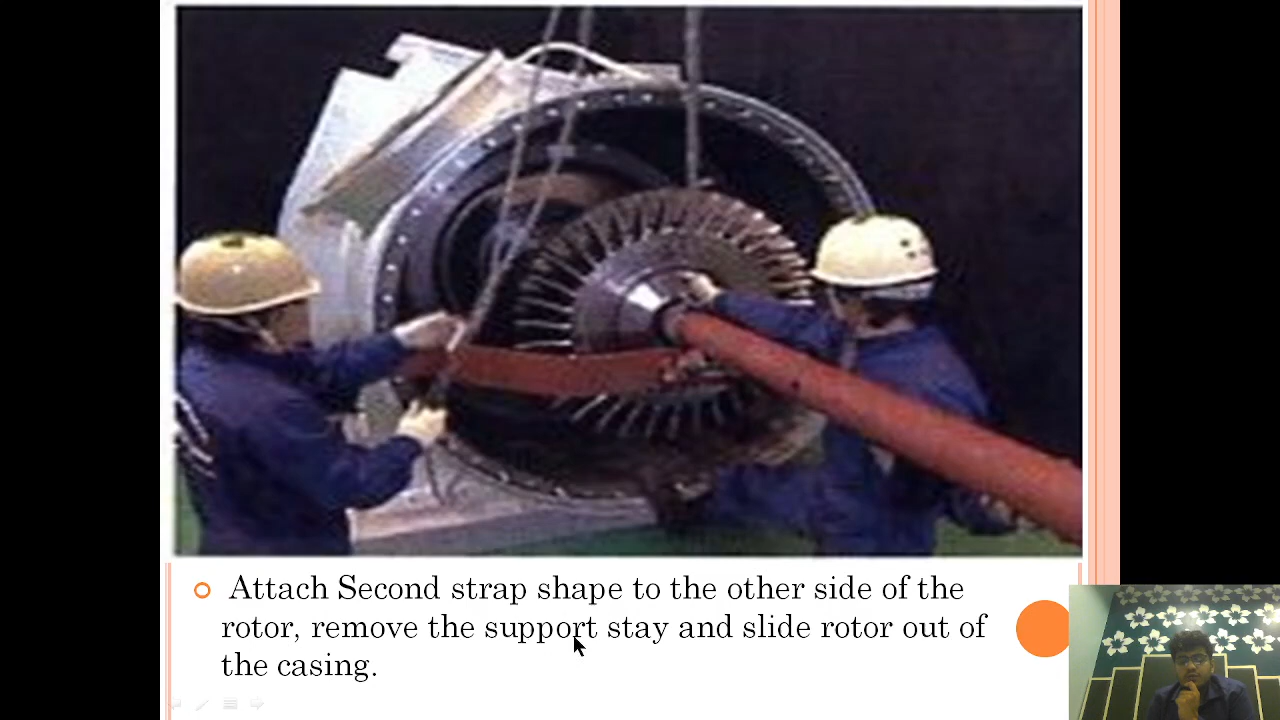 Attach Second strap shape to the other side of the
rotor, remove the support stay and slide rotor out of
the casing.